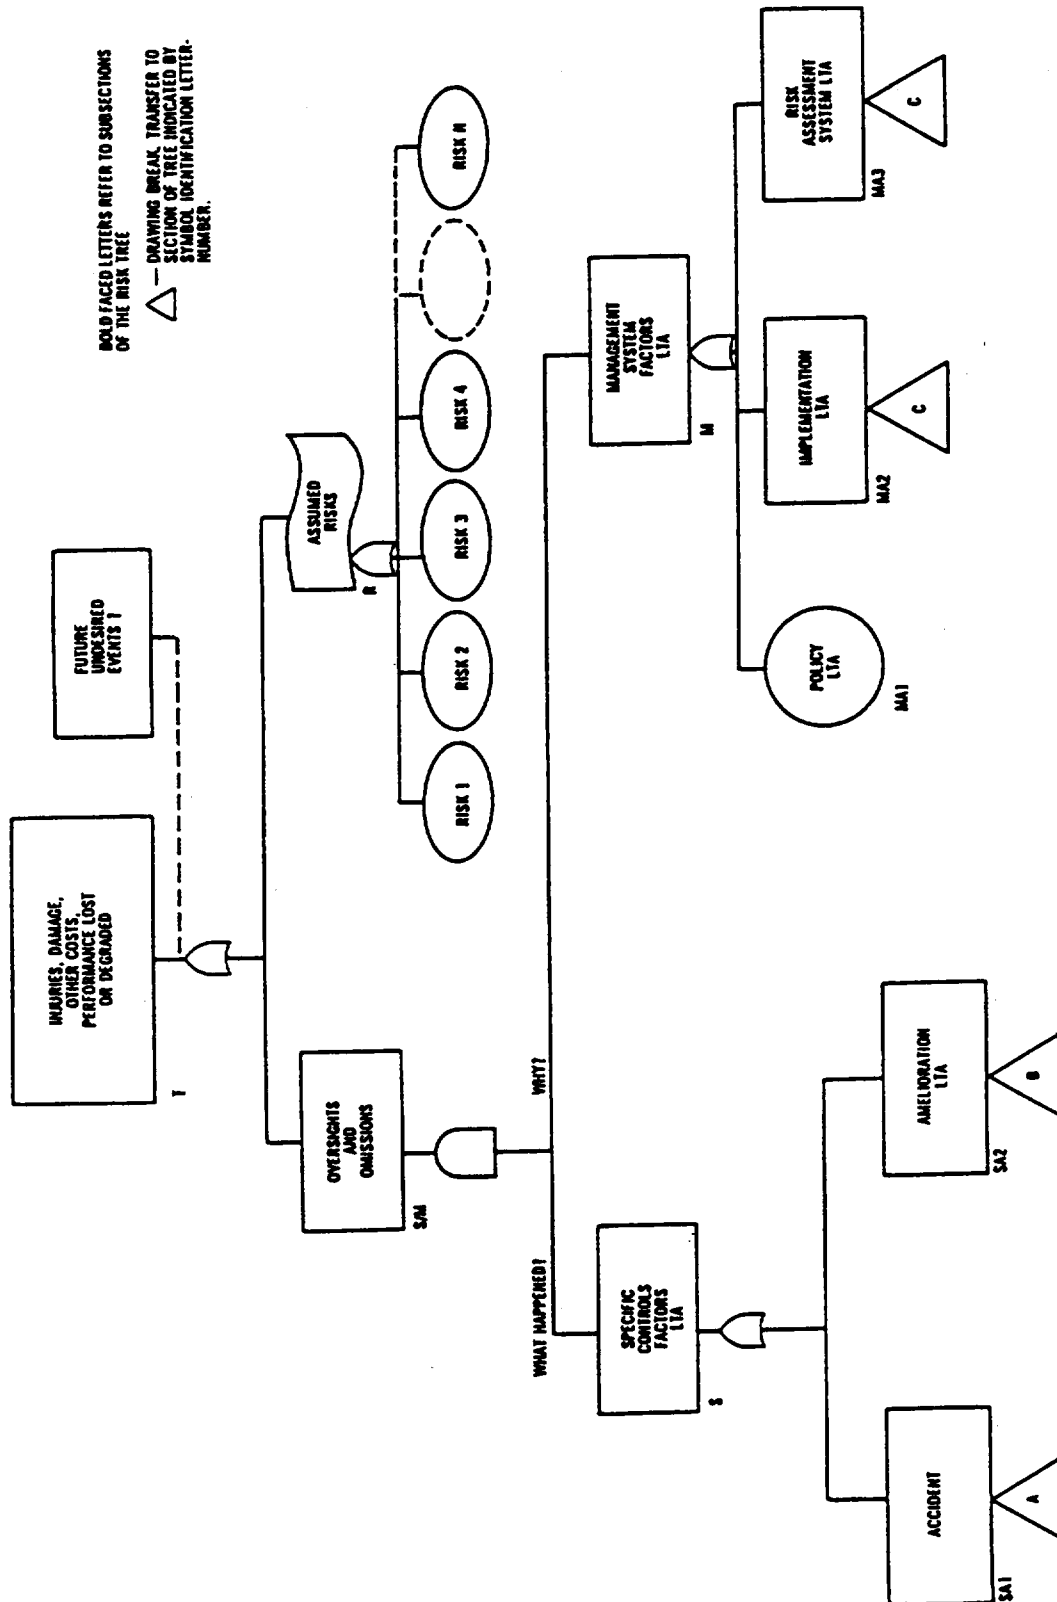 BOLD FACED LETTERS REFER TO SUBSECTIONS
OF THE RISK TREE
— DRAWING BREAK, TRANSFER TO
SECTION OF TREE INDICATED BY
SYMBOL IDENTIFICATION LETTER-
NUMBER.
INJURIES, DAMAGE,
OTHER COSTS,
PERFORMANCE LOST
OR DEGRADED
T
FUTURE
UNDESIRED
EVENTS ?
OVERSIGHTS
AND
OMISSIONS
S/M
ASSUMED
RISKS
R
RISK 1
RISK 2
RISK 3
RISK 4
RISK N
WHAT HAPPENED?
WHY?
SPECIFIC
CONTROLS
FACTORS
LTA
S
MANAGEMENT
SYSTEM
FACTORS
LTA
M
ACCIDENT
SA1
A
AMELIORATION
LTA
SA2
B
POLICY
LTA
MA1
IMPLEMENTATION
LTA
MA2
C
RISK
ASSESSMENT
SYSTEM LTA
MA3
C